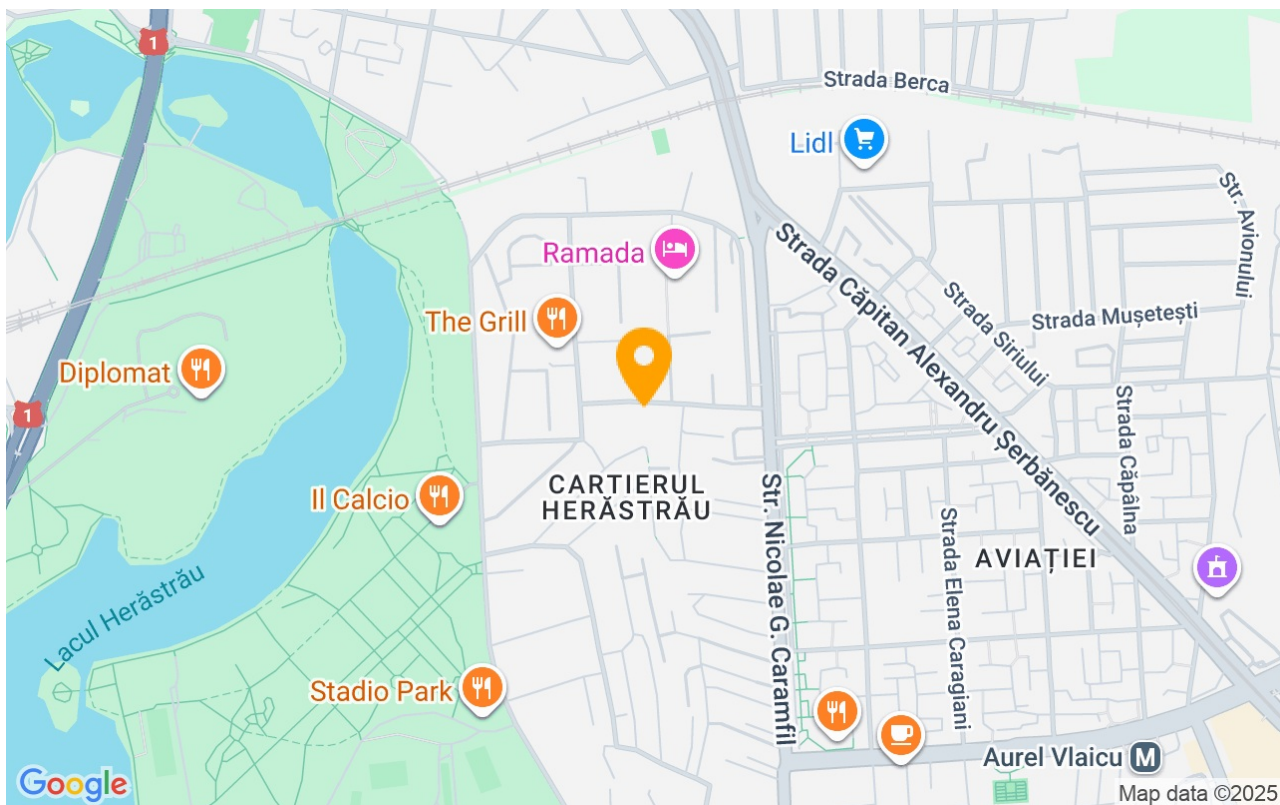 1
Strada Berca
Lidl
Str. Avionului
Ramada
Strada Căpitan Alexandru Șerbănescu
Strada Siriului
Strada Mușetești
The Grill
Diplomat
1
Strada Căpâlna
CARTIERUL
HERĂSTRĂU
Il Calcio
Str. Nicolae G. Caramfil
Strada Elena Caragiani
AVIAȚIEI
Lacul Herăstrău
Stadio Park
Aurel Vlaicu M
Google
Map data ©2025